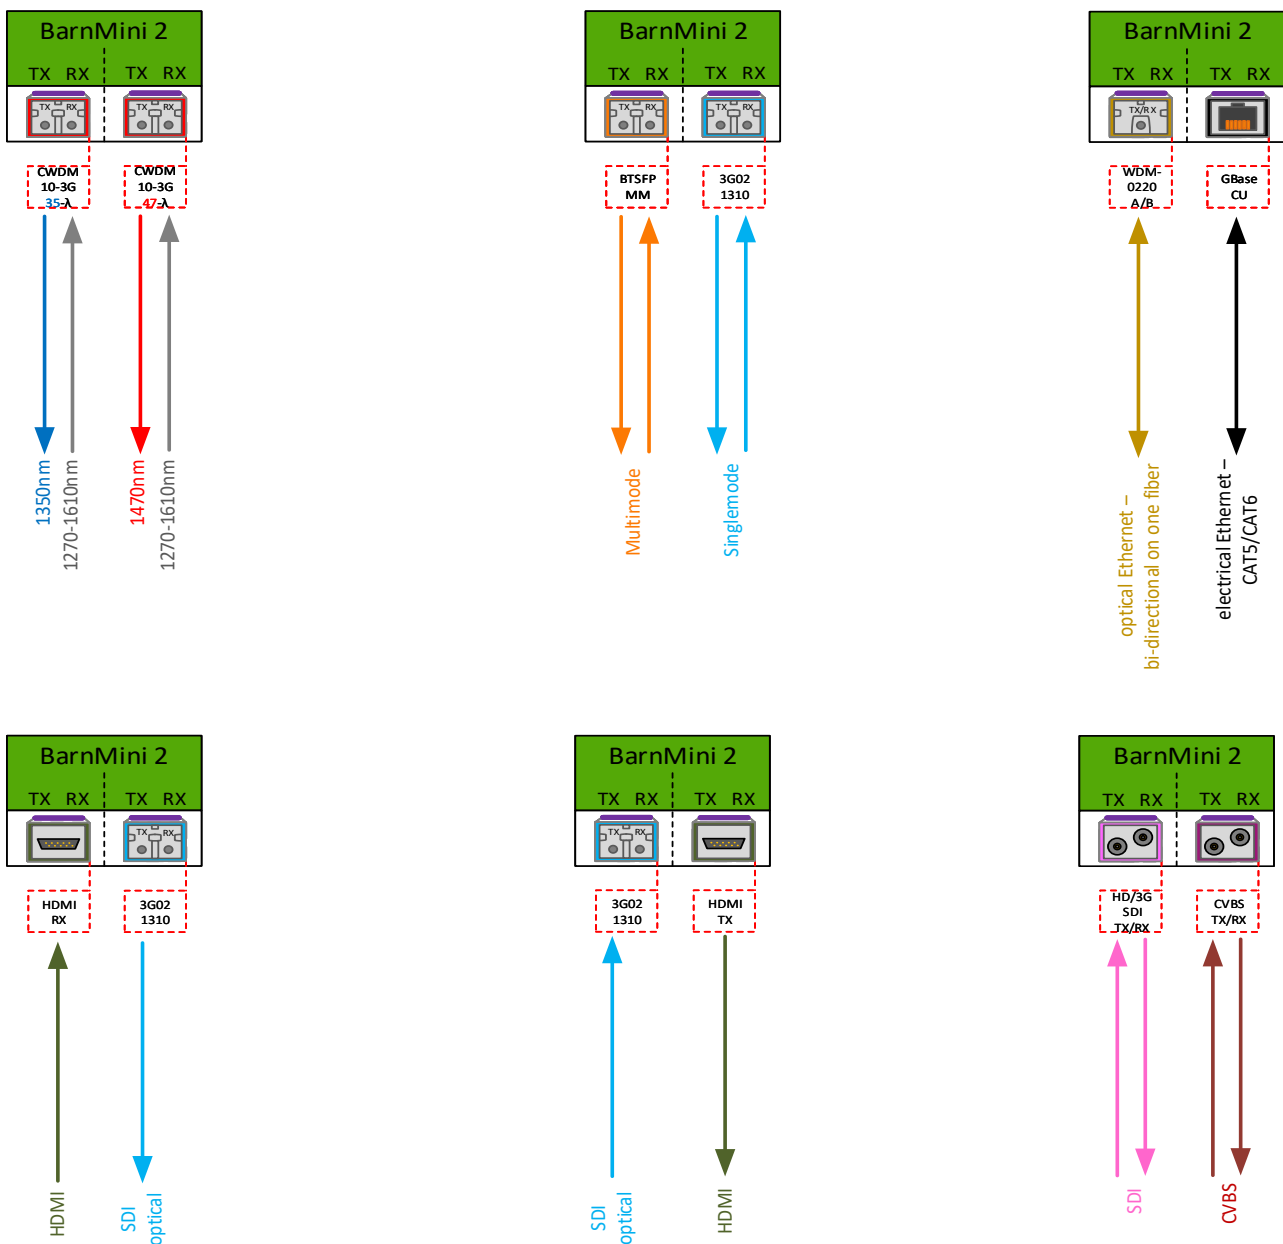 BarnMini 2
TX RX TX RX
TX RX TX RX
CWDM
10-3G
35-λ
CWDM
10-3G
47-λ
1350nm
1270-1610nm
1470nm
1270-1610nm
BarnMini 2
TX RX TX RX
TX RX TX RX
BTSFP
MM
3G02
1310
Multimode
Singlemode
BarnMini 2
TX RX TX RX
TX/RX
WDM-
0220
A/B
GBase
CU
optical Ethernet –
bi-directional on one fiber
electrical Ethernet –
CAT5/CAT6
BarnMini 2
TX RX TX RX
TX RX
HDMI
RX
3G02
1310
HDMI
SDI
optical
BarnMini 2
TX RX TX RX
TX RX
3G02
1310
HDMI
TX
SDI
optical
HDMI
BarnMini 2
TX RX TX RX
HD/3G
SDI
TX/RX
CVBS
TX/RX
SDI
CVBS